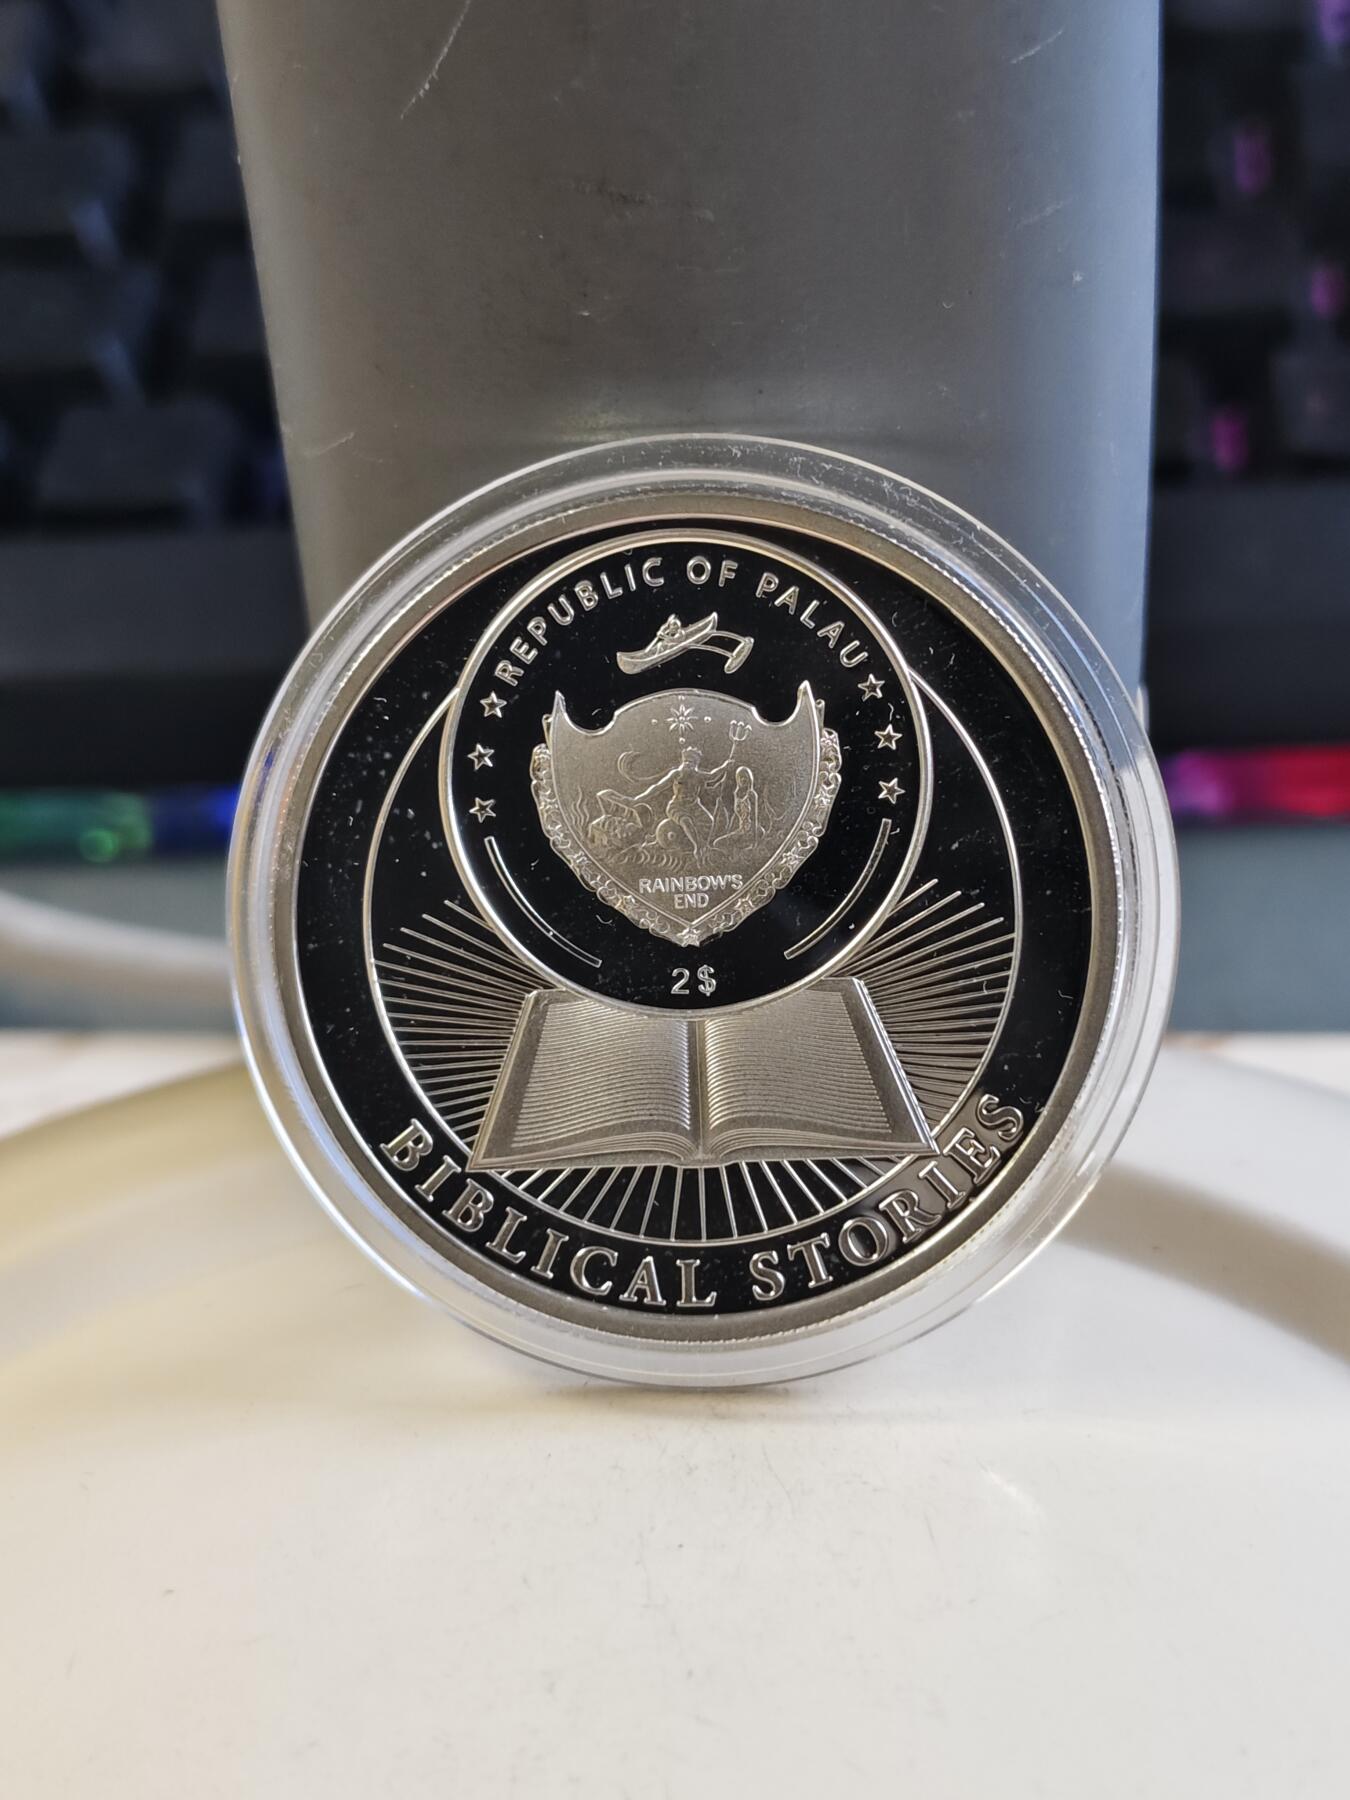 REPUBLIC OF PALAU
RAINBOW'S
END
2$
BIBLICAL STORIES